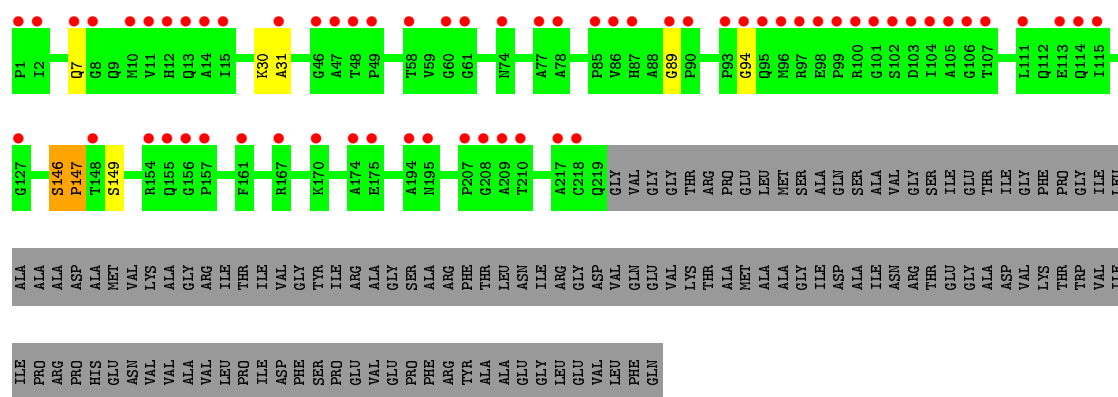 P1 I2 Q7 G8 Q9 M10 V11 H12 Q13 A14 I15 K30 A31 G46 A47 T48 P49 T58 V59 G60 G61 N74 A77 A78 P85 V86 H87 A88 G89 P90 P93 G94 Q95 M96 R97 E98 P99 R100 G101 S102 D103 I104 A105 G106 T107 L111 Q112 E113 Q114 I115
G127 S146 P147 T148 S149 R154 Q155 G156 P157 F161 R167 K170 A174 E175 A194 N195 P207 G208 A209 T210 A217 C218 Q219 GLY VAL GLY GLY THR ARG PRO GLU LEU MET SER ALA GLN SER ALA VAL GLY SER ILE GLU THR ILE GLY PHE PRO GLY ILE LEU
ALA ALA ALA ASP ALA MET VAL LYS ALA GLY ARG ILE THR ILE VAL GLY TYR ILE ARG ALA GLY SER ALA ARG PHE THR LEU ASN ILE ARG GLY ASP VAL GLN GLU VAL LYS THR ALA MET ALA ALA GLY ILE ASP ALA ILE ASN ARG THR GLU GLY ALA ASP VAL LYS THR TRP VAL ILE
ILE PRO ARG PRO HIS GLU ASN VAL VAL ALA VAL LEU PRO ILE ASP PHE SER PRO GLU VAL GLU PRO PHE ARG TYR ALA ALA GLU GLY LEU GLU VAL LEU PHE GLN